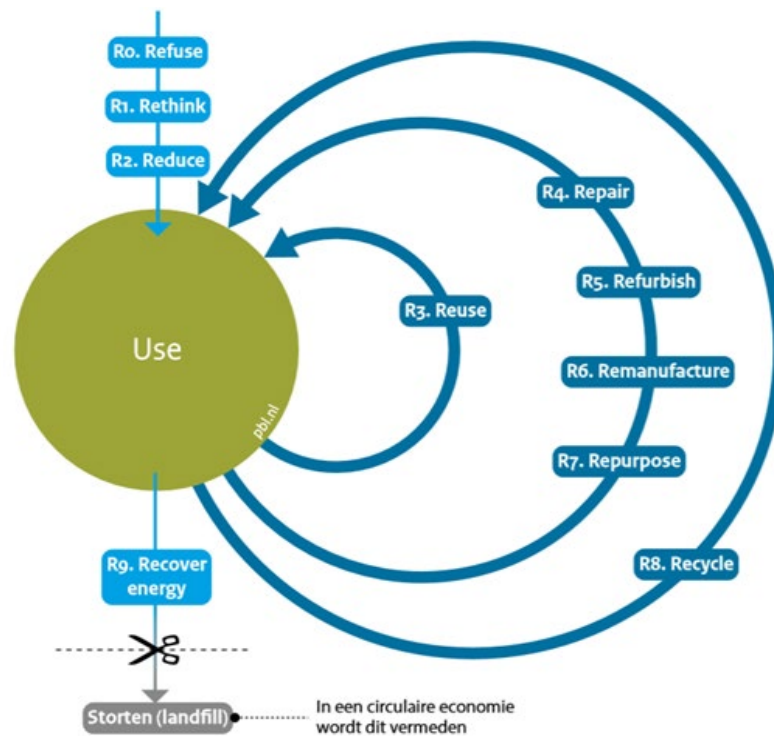 R0. Refuse
R1. Rethink
R2. Reduce
R4. Repair
R5. Refurbish
R3. Reuse
Use
R6. Remanufacture
pbl.nl
R7. Repurpose
R9. Recover
energy
R8. Recycle
Storten (landfill)
In een circulaire economie
wordt dit vermeden